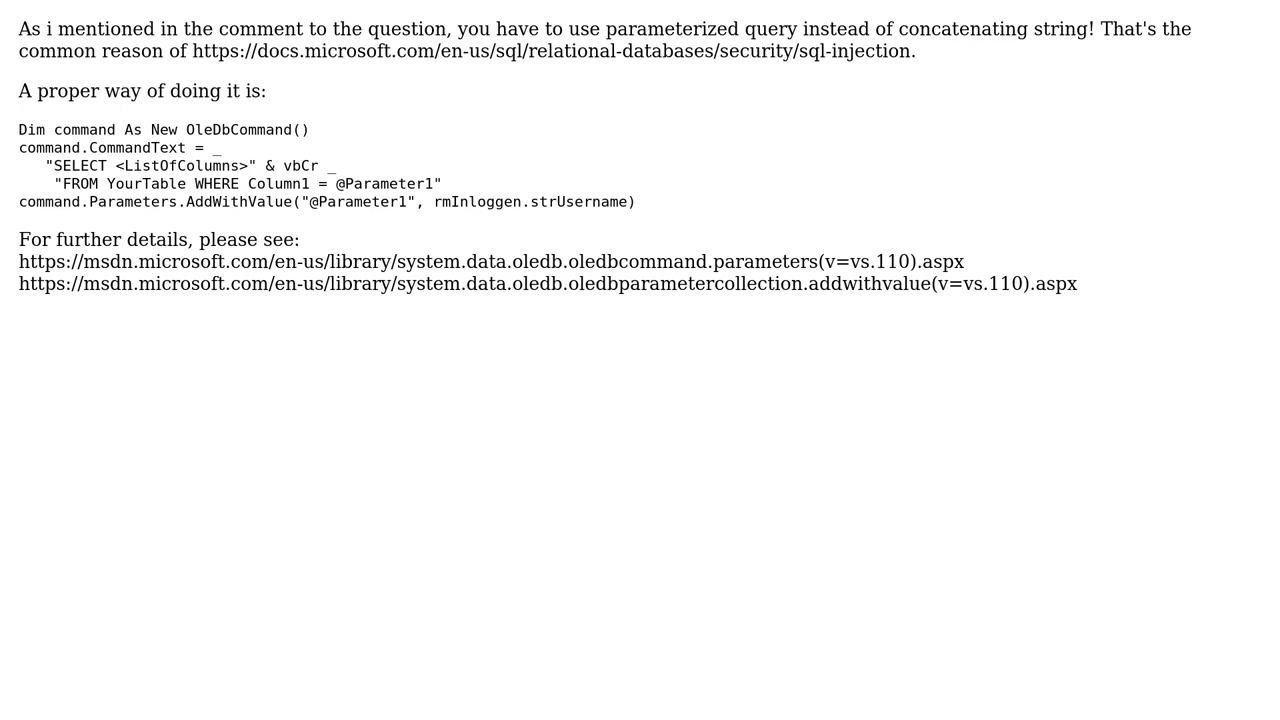 As i mentioned in the comment to the question, you have to use parameterized query instead of concatenating string! That's the
common reason of https://docs.microsoft.com/en-us/sql/relational-databases/security/sql-injection.
A proper way of doing it is:
Dim command As New OleDbCommand()
command.CommandText = _
   "SELECT <ListOfColumns>" & vbCr _
    "FROM YourTable WHERE Column1 = @Parameter1"
command.Parameters.AddWithValue("@Parameter1", rmInloggen.strUsername)
For further details, please see:
https://msdn.microsoft.com/en-us/library/system.data.oledb.oledbcommand.parameters(v=vs.110).aspx
https://msdn.microsoft.com/en-us/library/system.data.oledb.oledbparametercollection.addwithvalue(v=vs.110).aspx